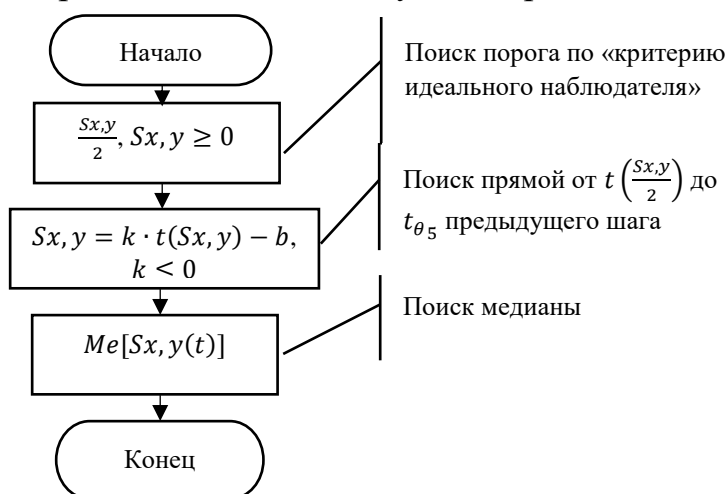 Начало
Поиск порога по «критерию
идеального наблюдателя»
Sx,y/2, Sx, y ≥ 0
Поиск прямой от t(Sx,y/2) до
t_θ₅ предыдущего шага
Sx, y = k · t(Sx, y) − b,
k < 0
Поиск медианы
Me[Sx, y(t)]
Конец